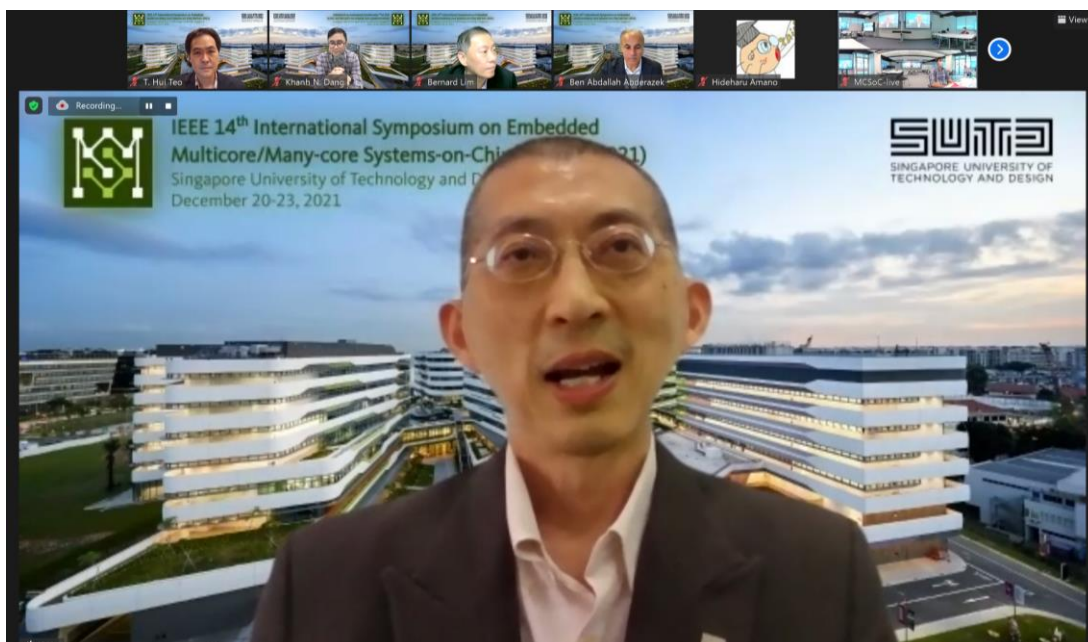 T. Hui Teo
Khanh N. Dang
Bernard Lim
Ben Abdallah Abderazek
Hideharu Amano
MCSoC-live
View
Recording...
IEEE 14th International Symposium on Embedded
Multicore/Many-core Systems-on-Chi 21)
Singapore University of Technology and D
December 20-23, 2021
SUTD
SINGAPORE UNIVERSITY OF
TECHNOLOGY AND DESIGN